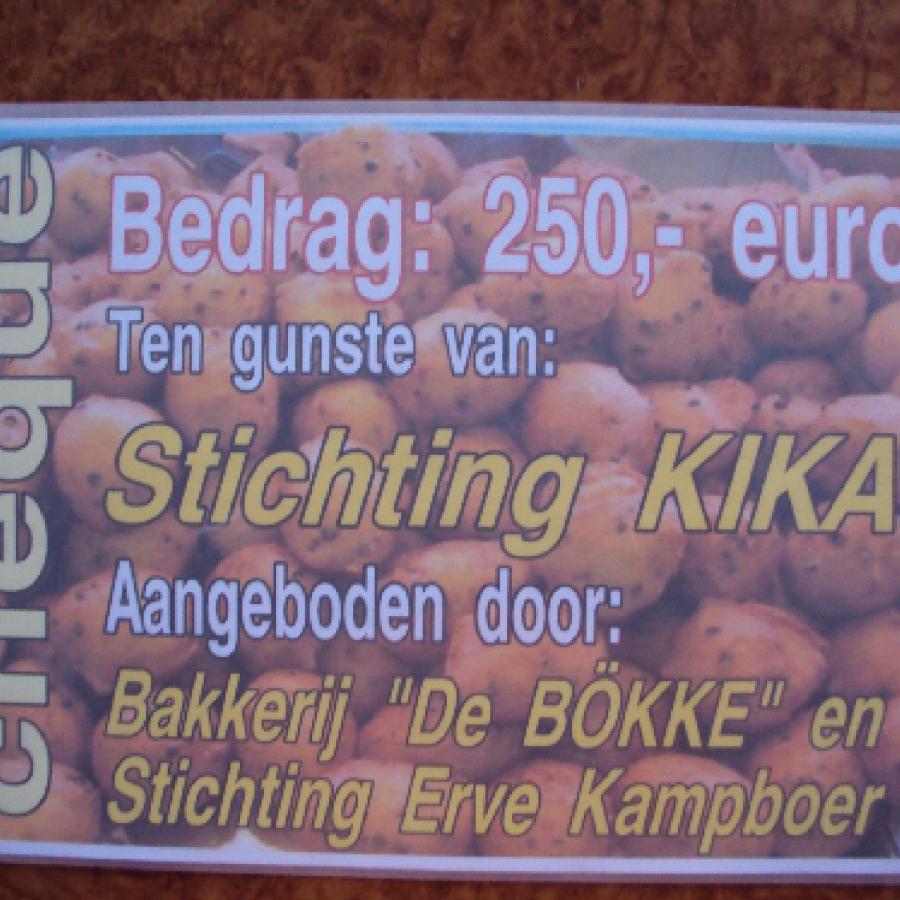 cheque
Bedrag: 250,- euro
Ten gunste van:
Stichting KIKA
Aangeboden door:
Bakkerij "De BÖKKE" en
Stichting Erve Kampboer